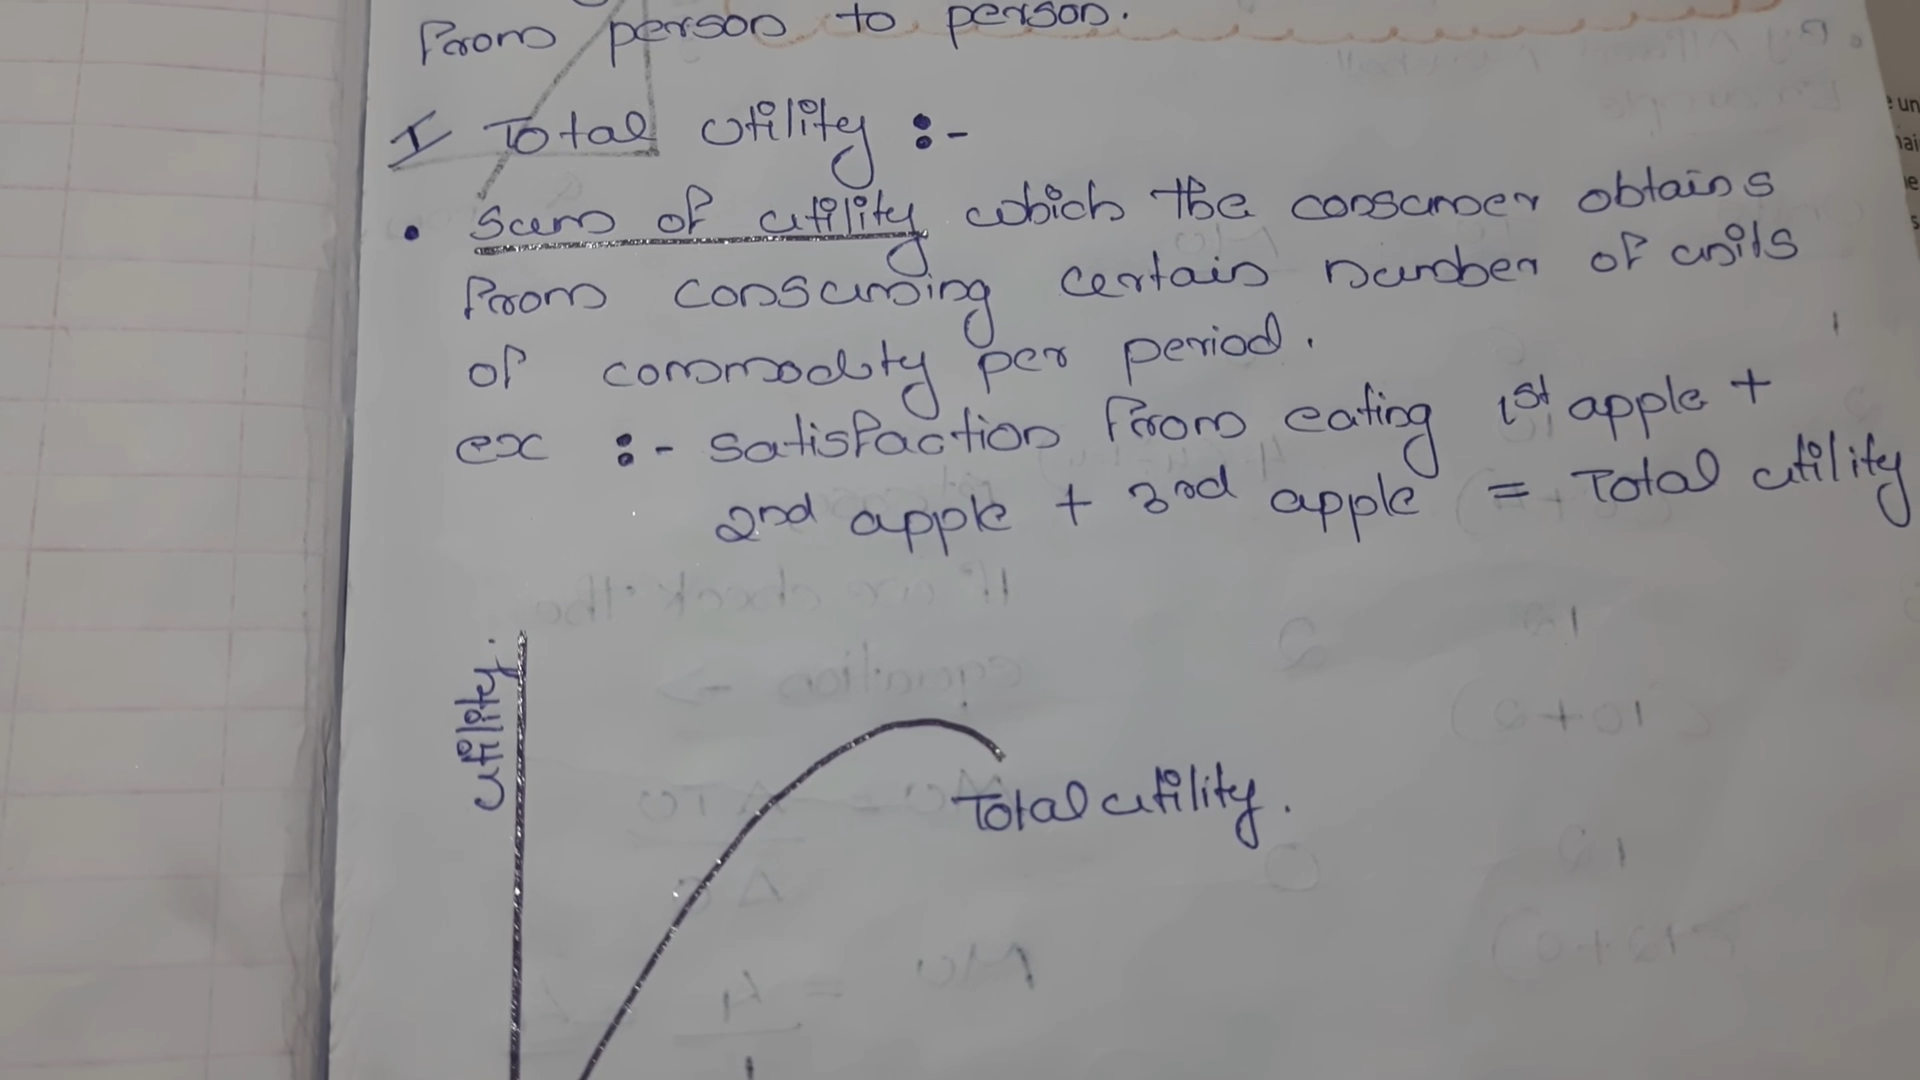 From person to person.
I Total utility :-
• Sum of utility which the consumer obtains
from consuming certain number of units
of commodity per period.
ex :- satisfaction from eating 1st apple +
2nd apple + 3rd apple = Total utility
utility.
Total utility.